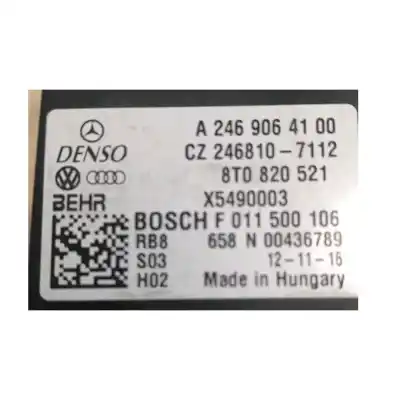 A 246 906 41 00
DENSO CZ 246810-7112
8T0 820 521
BEHR X5490003
BOSCH F 011 500 106
RB8 658 N 00436789
S03 12-11-16
H02 Made in Hungary